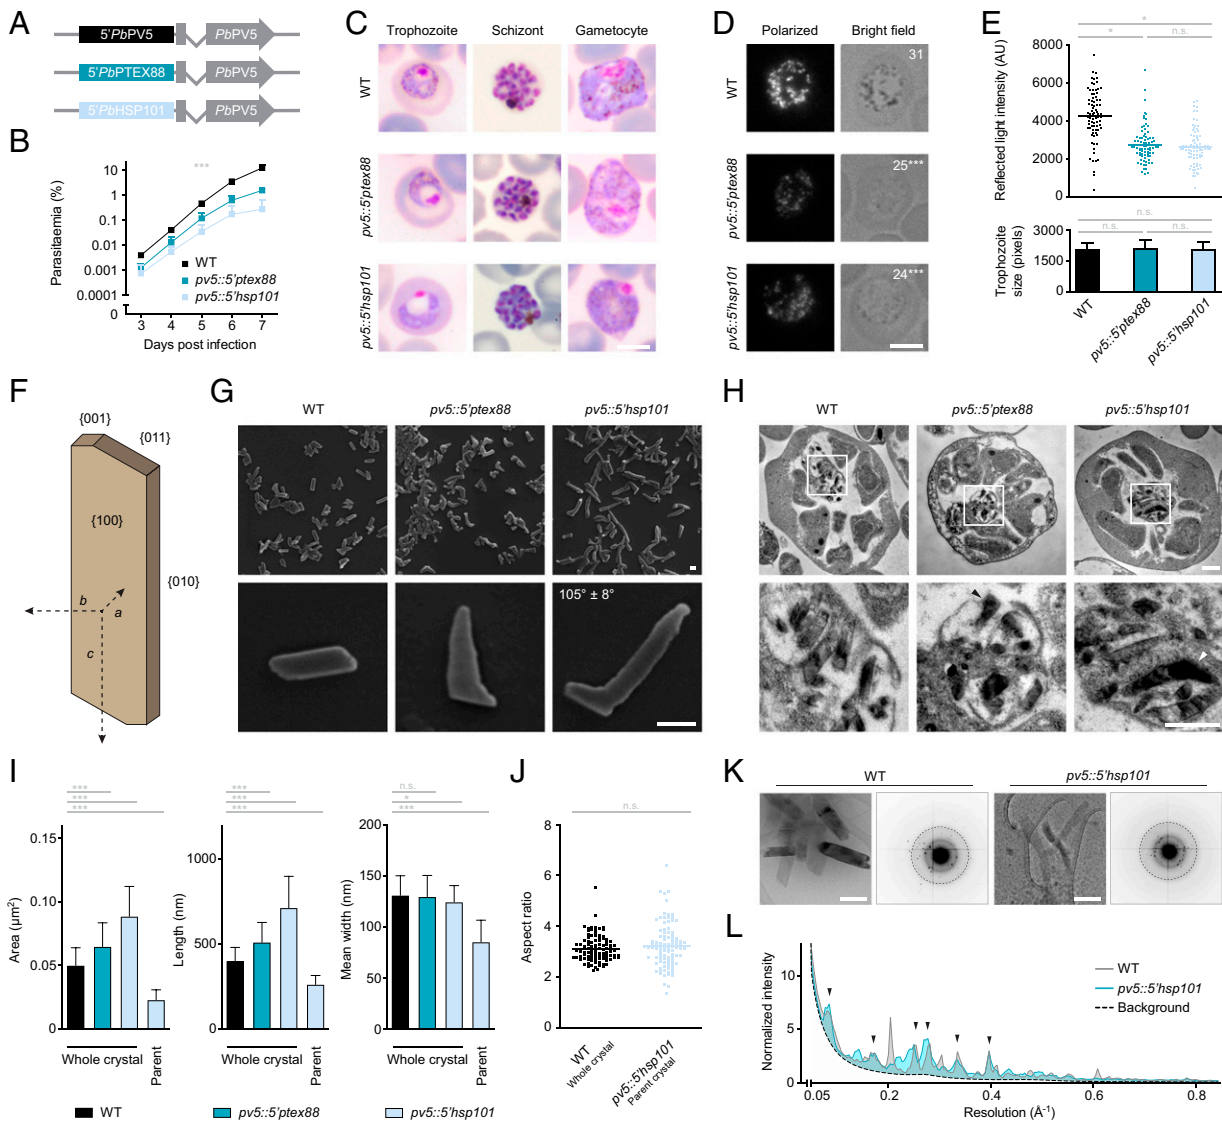 A
5'PbPV5 PbPV5
5'PbPTEX88 PbPV5
5'PbHSP101 PbPV5
B
***
Parasitaemia (%)
10
1
0.1
0.01
0.001
0.0001
0
3 4 5 6 7
Days post infection
WT
pv5::5'ptex88
pv5::5'hsp101
C
Trophozoite Schizont Gametocyte
WT
pv5::5'ptex88
pv5::5'hsp101
D
Polarized Bright field
WT
31
pv5::5'ptex88
25***
pv5::5'hsp101
24***
E
*
* n.s.
Reflected light intensity (AU)
8000
6000
4000
2000
0
n.s.
n.s. n.s.
Trophozoite
size (pixels)
3000
1500
0
WT
pv5::5'ptex88
pv5::5'hsp101
F
{001}
{011}
{100}
{010}
b
a
c
G
WT pv5::5'ptex88 pv5::5'hsp101
105° ± 8°
H
WT pv5::5'ptex88 pv5::5'hsp101
I
***
***
***
Area (µm²)
0.15
0.10
0.05
0
Whole crystal
Parent
***
***
***
Length (nm)
1000
500
0
Whole crystal
Parent
n.s.
*
***
Mean width (nm)
200
150
100
50
0
Whole crystal
Parent
WT
pv5::5'ptex88
pv5::5'hsp101
J
n.s.
Aspect ratio
8
6
4
2
0
WT
Whole crystal
pv5::5'hsp101
Parent crystal
K
WT pv5::5'hsp101
L
Normalized intensity
10
5
0
0.05 0.2 0.4 0.6 0.8
Resolution (Å⁻¹)
WT
pv5::5'hsp101
Background